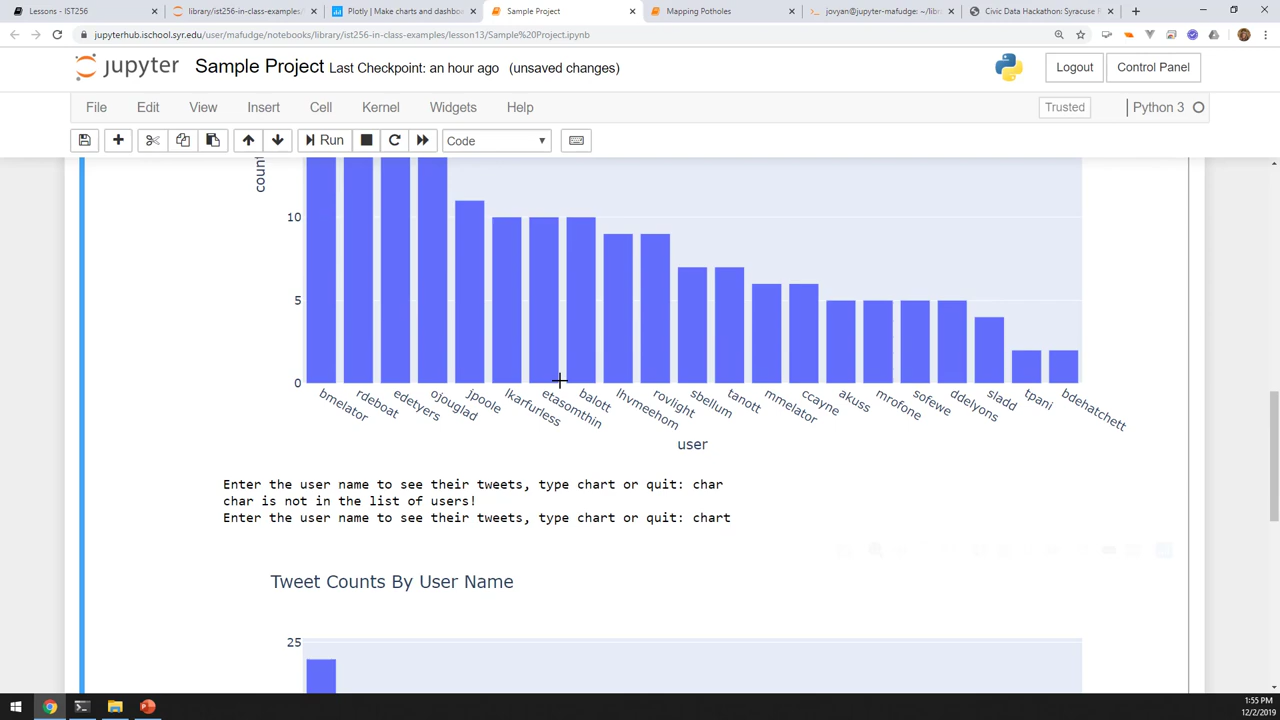 Lessons - IST256
library/ist256-in-class-examples/
Plotly | Make charts and dashboa
Sample Project
Mapping Potholes
jovyan@jupyter-mafudge: ~/libra
Civic Data Hackathon: Syracuse R
jupyterhub.ischool.syr.edu/user/mafudge/notebooks/library/ist256-in-class-examples/lesson13/Sample%20Project.ipynb
jupyter Sample Project Last Checkpoint: an hour ago (unsaved changes)
Logout
Control Panel
File Edit View Insert Cell Kernel Widgets Help
Trusted
Python 3
Run
Code
count
10
5
0
bmelator
rdeboat
edetyers
ojouglad
jpoole
lkarfurless
etasomthin
balott
lhvmeehom
rovlight
sbellum
tanott
mmelator
ccayne
akuss
mrofone
sofewe
ddelyons
sladd
tpani
bdehatchett
user
Enter the user name to see their tweets, type chart or quit: char
char is not in the list of users!
Enter the user name to see their tweets, type chart or quit: chart
Tweet Counts By User Name
25
1:55 PM
12/2/2019